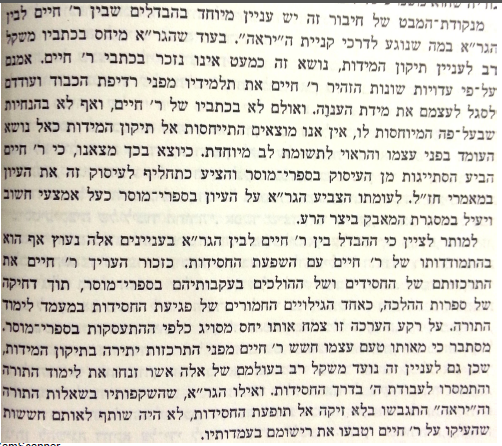 מנקודת־המבט של חיבור זה יש עניין מיוחד בהבדלים שבין ר׳ חיים לבין
הגר״א במה שנוגע לדרכי קניית ה״יראה״. בעוד שהגר״א מיחס בכתביו משקל
רב לעניין תיקון המידות, נושא זה כמעט אינו נזכר בכתבי ר׳ חיים. אמנם
על־פי עדויות שונות הזהיר ר׳ חיים את תלמידיו מפני רדיפת הכבוד ועודדם
לסגל לעצמם את מידת הענוָה. ואולם לא בכתביו של ר׳ חיים, ואף לא בהנחיות
שבעל־פה המיוחסות לו, אין אנו מוצאים התייחסות אל תיקון המידות כאל נושא
העומד בפני עצמו והראוי לתשומת לב מיוחדת. כיוצא בכך מצאנו, כי ר׳ חיים
הביע הסתייגות מן העיסוק בספרי־מוסר והציע כתחליף לעיסוק זה את העיון
במאמרי חז״ל. לעומתו הצביע הגר״א על העיון בספרי־מוסר כעל אמצעי חשוב
ויעיל במסגרת המאבק ביצר הרע.
למותר לציין כי ההבדל בין ר׳ חיים לבין הגר״א בעניינים אלה נעוץ אף הוא
בהתמודדותו של ר׳ חיים עם השפעת החסידות. כזכור העריך ר׳ חיים את
התרכזותם של החסידים ושל ההולכים בעקבותיהם בספרי־מוסר, תוך דחיקה
של ספרות ההלכה, כאחד הגילויים החמורים של פגיעת החסידות במעמד לימוד
התורה. על רקע הערכה זו צמח אותו יחס מסויג כלפי ההתעסקות בספרי־מוסר.
מסתבר כי מאותו טעם עצמו חשש ר׳ חיים מפני התרכזות יתירה בתיקון המידות,
שכן גם לעניין זה נועד משקל רב בעולמם של אלה אשר זנחו את לימוד התורה
והתמסרו לעבודת ה׳ בדרך החסידות. ואילו הגר״א, שהשקפותיו בשאלות התורה
וה״יראה״ התגבשו בלא זיקה אל תופעת החסידות, לא היה שותף לאותם חששות
שהעיקו על ר׳ חיים וטבעו את רישומם בעמדותיו.